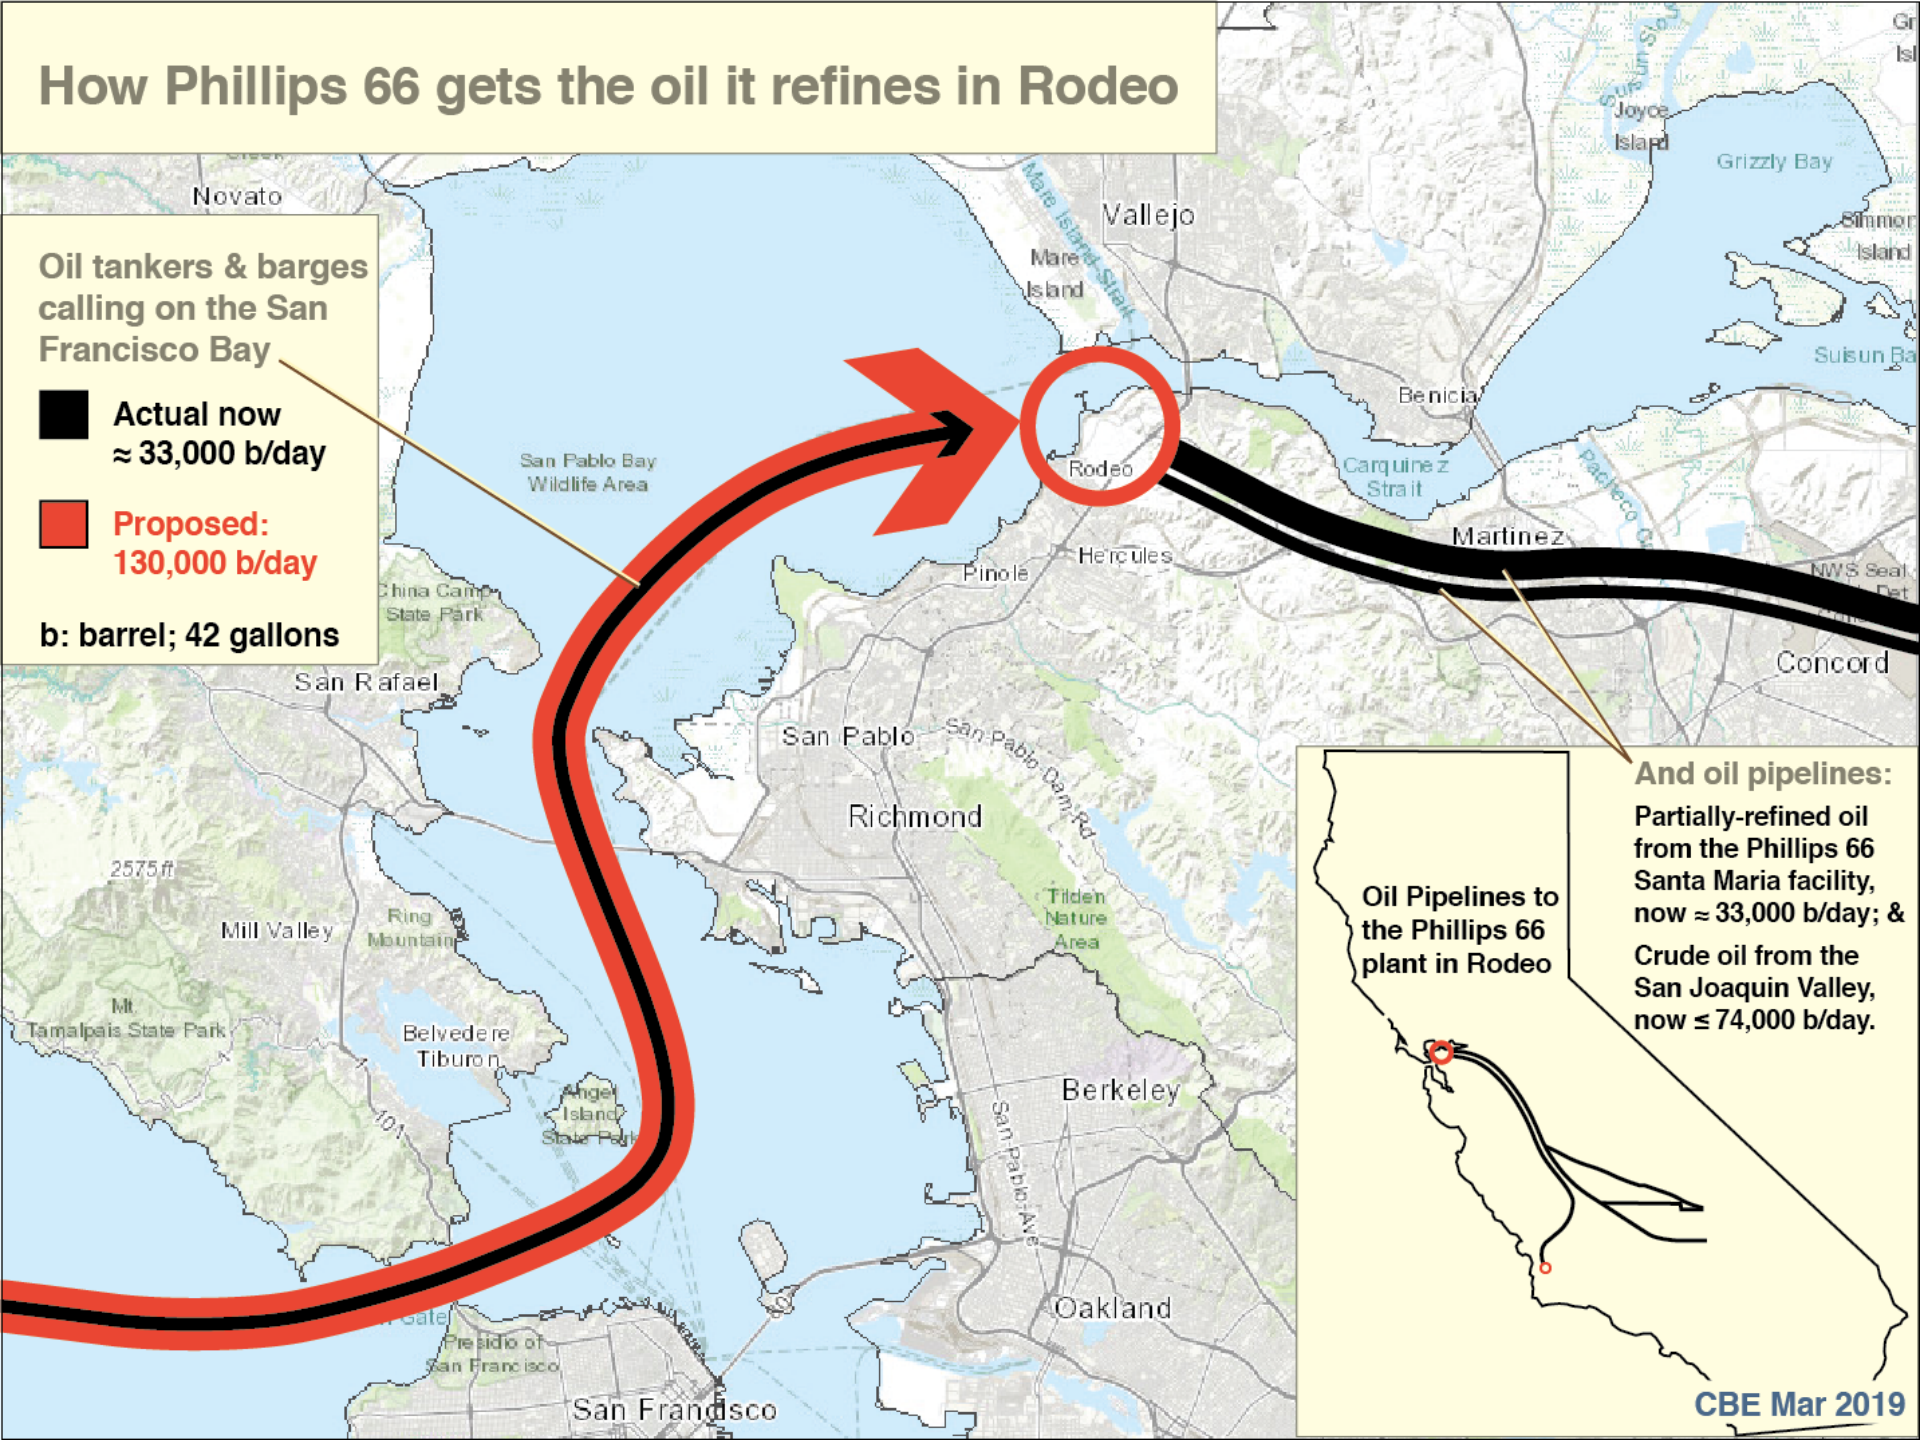 How Phillips 66 gets the oil it refines in Rodeo
Oil tankers & barges
calling on the San
Francisco Bay
Actual now
≈ 33,000 b/day
Proposed:
130,000 b/day
b: barrel; 42 gallons
Novato
Vallejo
Mare Island Strait
Mare
Island
Joyce
Island
Grizzly Bay
Island
Suisun Ba
Benicia
San Pablo Bay
Wildlife Area
Rodeo
Carquinez
Strait
Pacheco
Martinez
Hercules
Pinole
NWS Seal
Det
Concord
China Camp
State Park
San Rafael
San Pablo
San Pablo Dam Rd
Richmond
2575 ft
Mill Valley
Ring
Mountain
Tilden
Nature
Area
Mt
Tamalpais State Park
Belvedere
Tiburon
Angel
Island
State Park
101
Berkeley
San Pablo Ave
Oakland
80
Gate
Presidio of
San Francisco
San Francisco
And oil pipelines:
Partially-refined oil
from the Phillips 66
Santa Maria facility,
now ≈ 33,000 b/day; &
Crude oil from the
San Joaquin Valley,
now ≤ 74,000 b/day.
Oil Pipelines to
the Phillips 66
plant in Rodeo
CBE Mar 2019